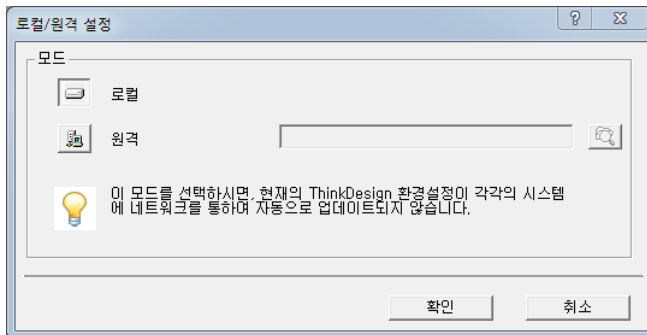 로컬/원격 설정
모드
로컬
원격
이 모드를 선택하시면, 현재의 ThinkDesign 환경설정이 각각의 시스템
에 네트워크를 통하여 자동으로 업데이트되지 않습니다.
확인
취소